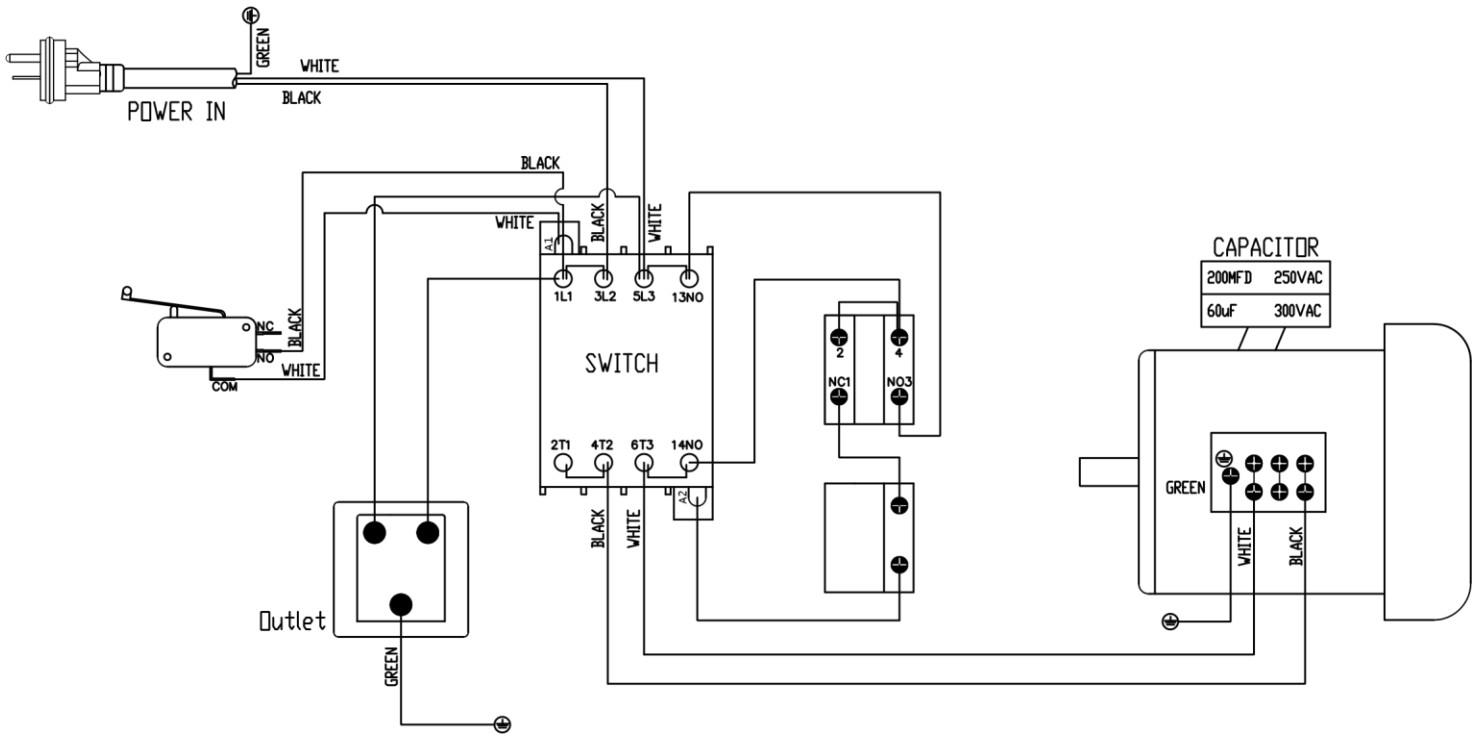 GREEN
WHITE
BLACK
POWER IN
BLACK
WHITE
A1
BLACK
WHITE
1L1 3L2 5L3 13NO
CAPACITOR
200MFD 250VAC
60uF 300VAC
NC
NO
BLACK
COM
WHITE
SWITCH
2 4
NC1 NO3
2T1 4T2 6T3 14NO
A2
BLACK
WHITE
GREEN
WHITE
BLACK
Outlet
GREEN